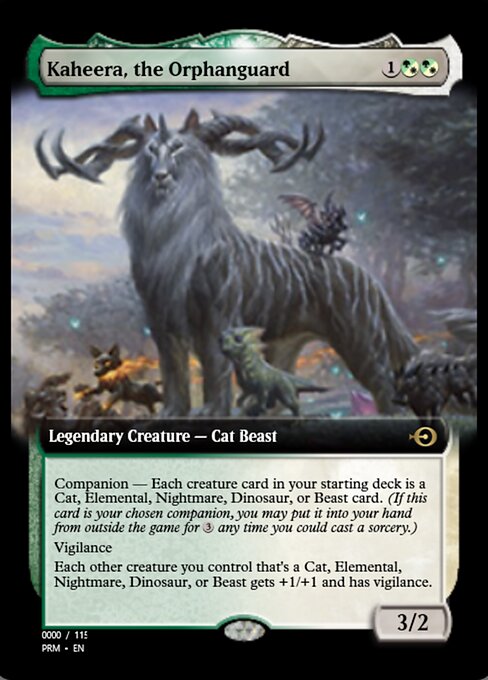 Kaheera, the Orphanguard 1
Legendary Creature — Cat Beast
Companion — Each creature card in your starting deck is a
Cat, Elemental, Nightmare, Dinosaur, or Beast card. (If this
card is your chosen companion, you may put it into your hand
from outside the game for 3 any time you could cast a sorcery.)
Vigilance
Each other creature you control that's a Cat, Elemental,
Nightmare, Dinosaur, or Beast gets +1/+1 and has vigilance.
3/2
0000 / 115
PRM • EN